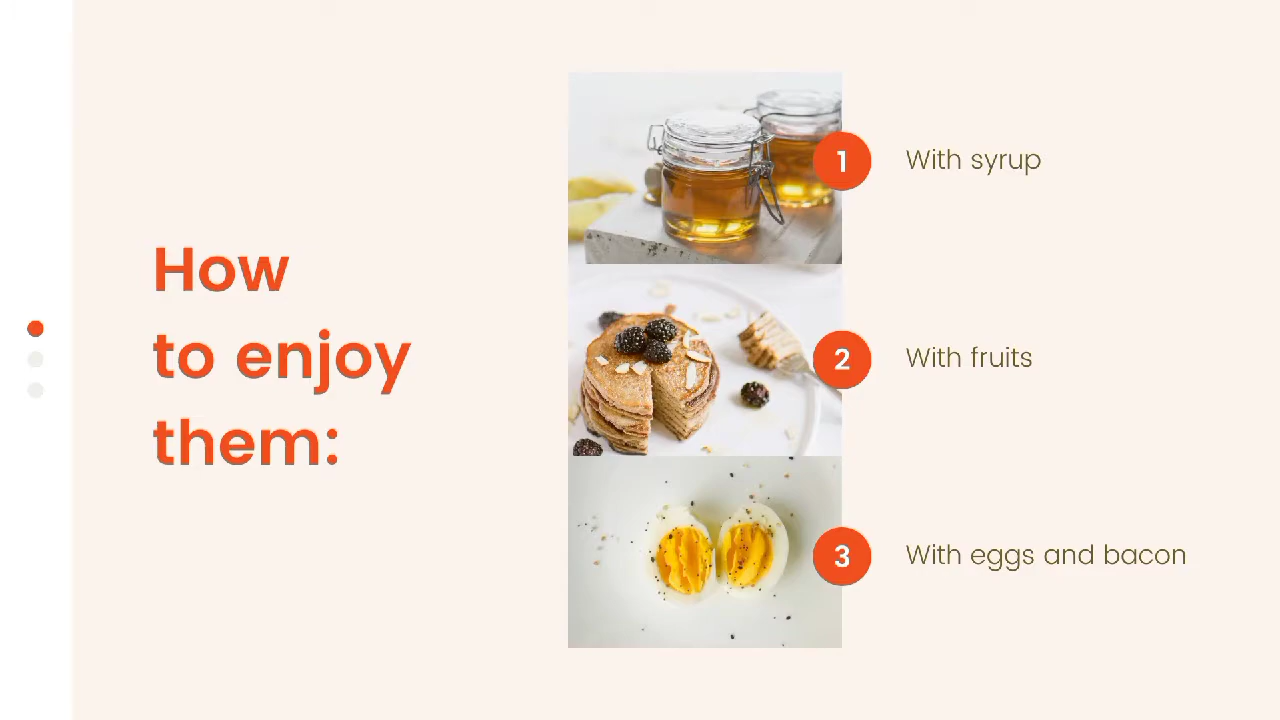 How
to enjoy
them:
1 With syrup
2 With fruits
3 With eggs and bacon